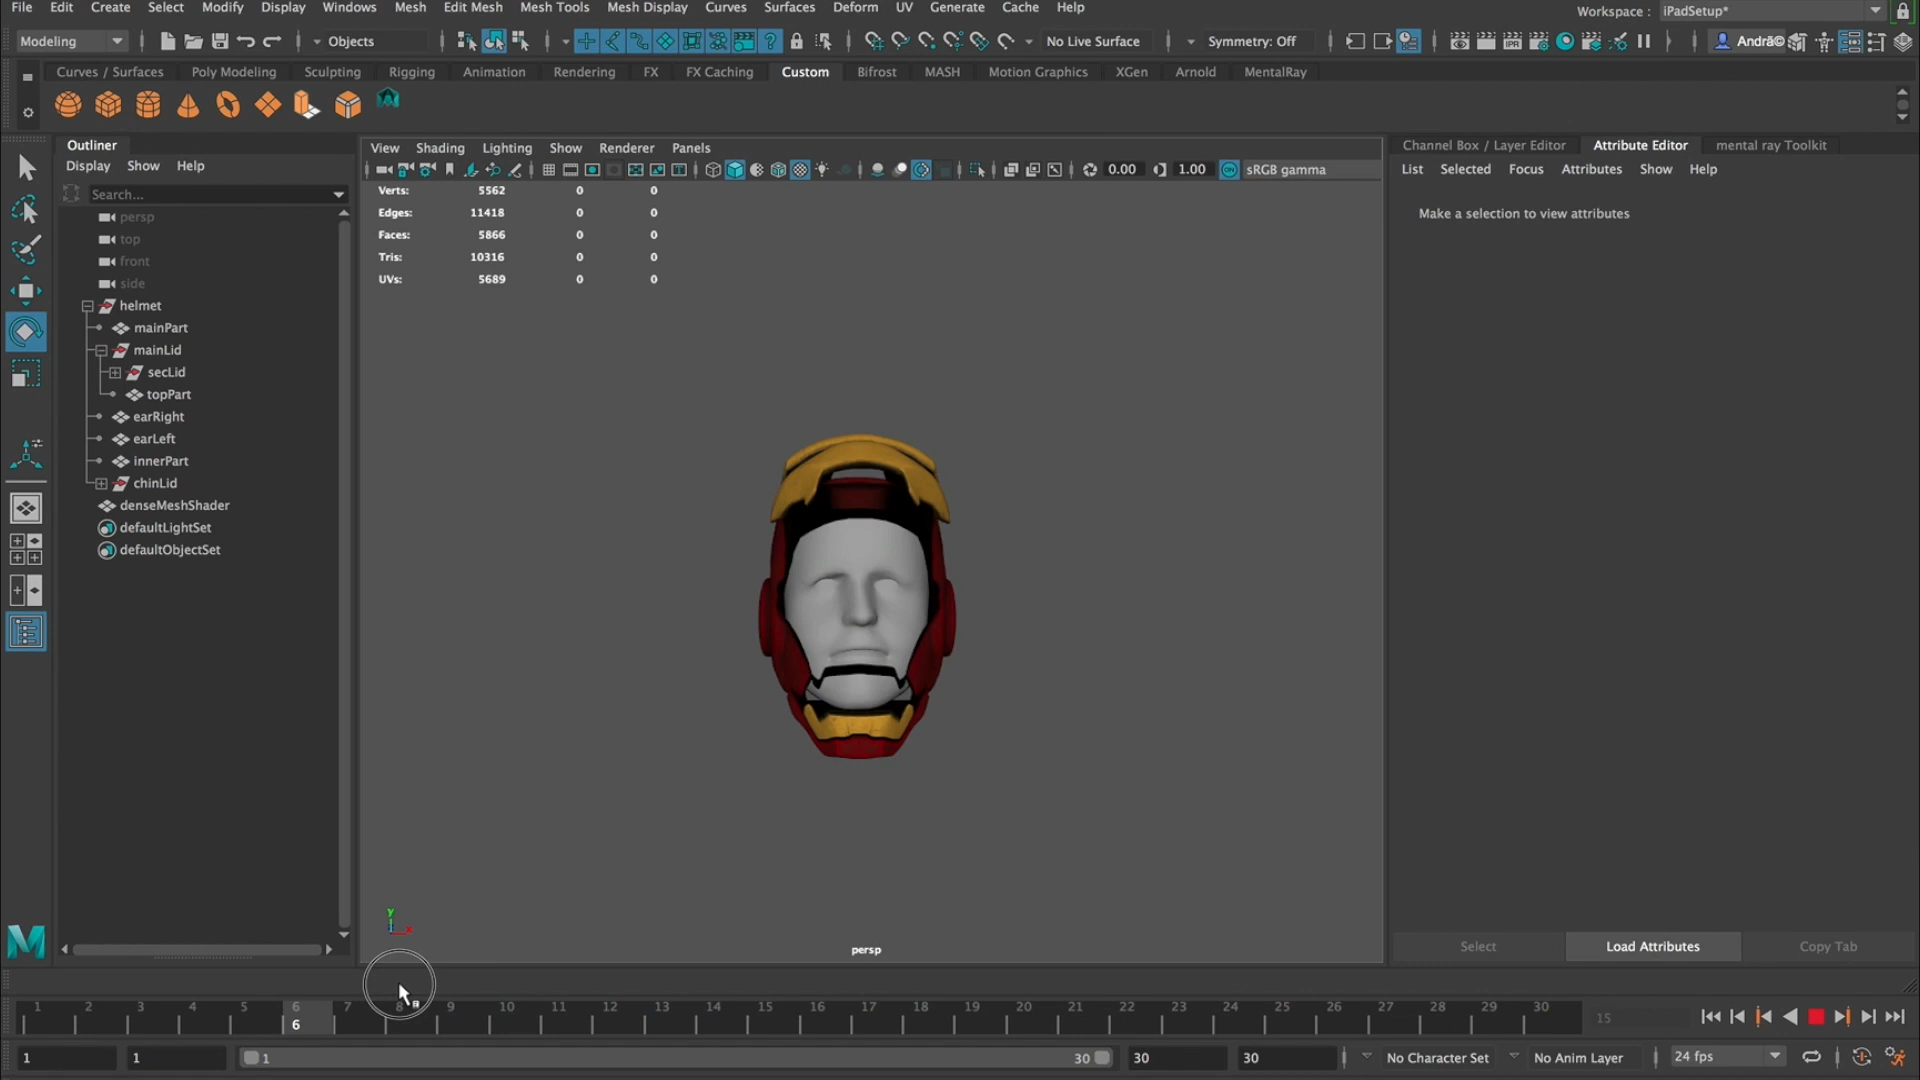 File Edit Create Select Modify Display Windows Mesh Edit Mesh Mesh Tools Mesh Display Curves Surfaces Deform UV Generate Cache Help Workspace : iPadSetup*
Modeling Objects No Live Surface Symmetry: Off IPR Andrã©
Curves / Surfaces Poly Modeling Sculpting Rigging Animation Rendering FX FX Caching Custom Bifrost MASH Motion Graphics XGen Arnold MentalRay
Outliner
Display Show Help
Search...
persp
top
front
side
helmet
mainPart
mainLid
secLid
topPart
earRight
earLeft
innerPart
chinLid
denseMeshShader
defaultLightSet
defaultObjectSet
View Shading Lighting Show Renderer Panels
0.00 1.00 ON sRGB gamma
Verts: 5562 0 0
Edges: 11418 0 0
Faces: 5866 0 0
Tris: 10316 0 0
UVs: 5689 0 0
y
x
persp
Channel Box / Layer Editor Attribute Editor mental ray Toolkit
List Selected Focus Attributes Show Help
Make a selection to view attributes
Select Load Attributes Copy Tab
1 2 3 4 5 6 7 8 9 10 11 12 13 14 15 16 17 18 19 20 21 22 23 24 25 26 27 28 29 30
6
15
1 1 1 30 30 30 No Character Set No Anim Layer 24 fps